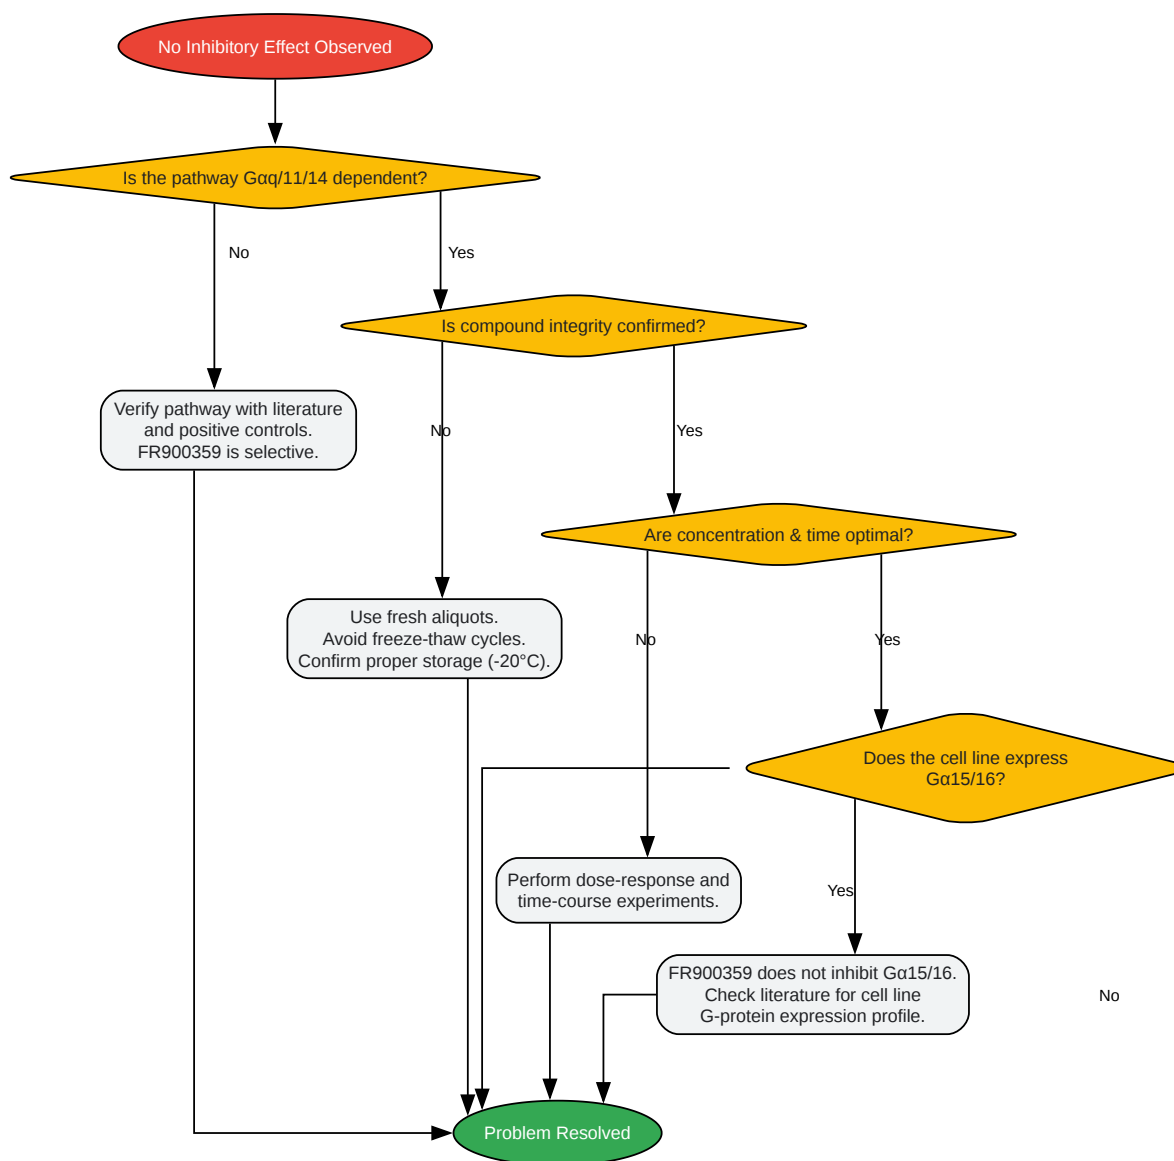 No Inhibitory Effect Observed
Is the pathway Gαq/11/14 dependent?
No
Yes
Is compound integrity confirmed?
Verify pathway with literature
and positive controls.
FR900359 is selective.
No
Yes
Are concentration & time optimal?
Use fresh aliquots.
Avoid freeze-thaw cycles.
Confirm proper storage (-20°C).
No
Yes
Does the cell line express
Gα15/16?
Perform dose-response and
time-course experiments.
Yes
FR900359 does not inhibit Gα15/16.
Check literature for cell line
G-protein expression profile.
No
Problem Resolved